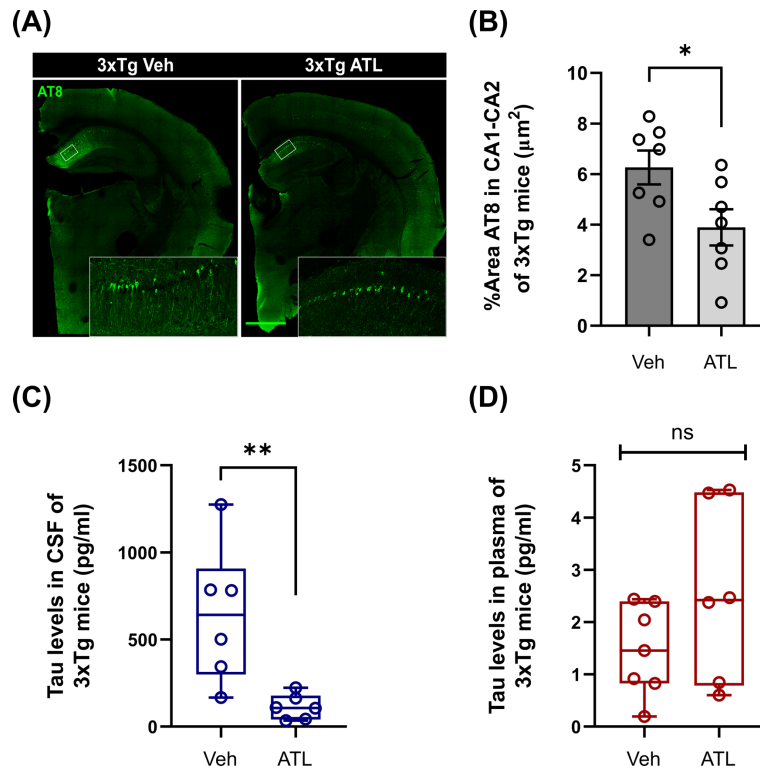 (A)
3xTg Veh
3xTg ATL
AT8
(B)
%Area AT8 in CA1-CA2
of 3xTg mice (μm²)
*
10
8
6
4
2
0
Veh
ATL
(C)
Tau levels in CSF of
3xTg mice (pg/ml)
**
1500
1000
500
0
Veh
ATL
(D)
Tau levels in plasma of
3xTg mice (pg/ml)
ns
5
4
3
2
1
0
Veh
ATL